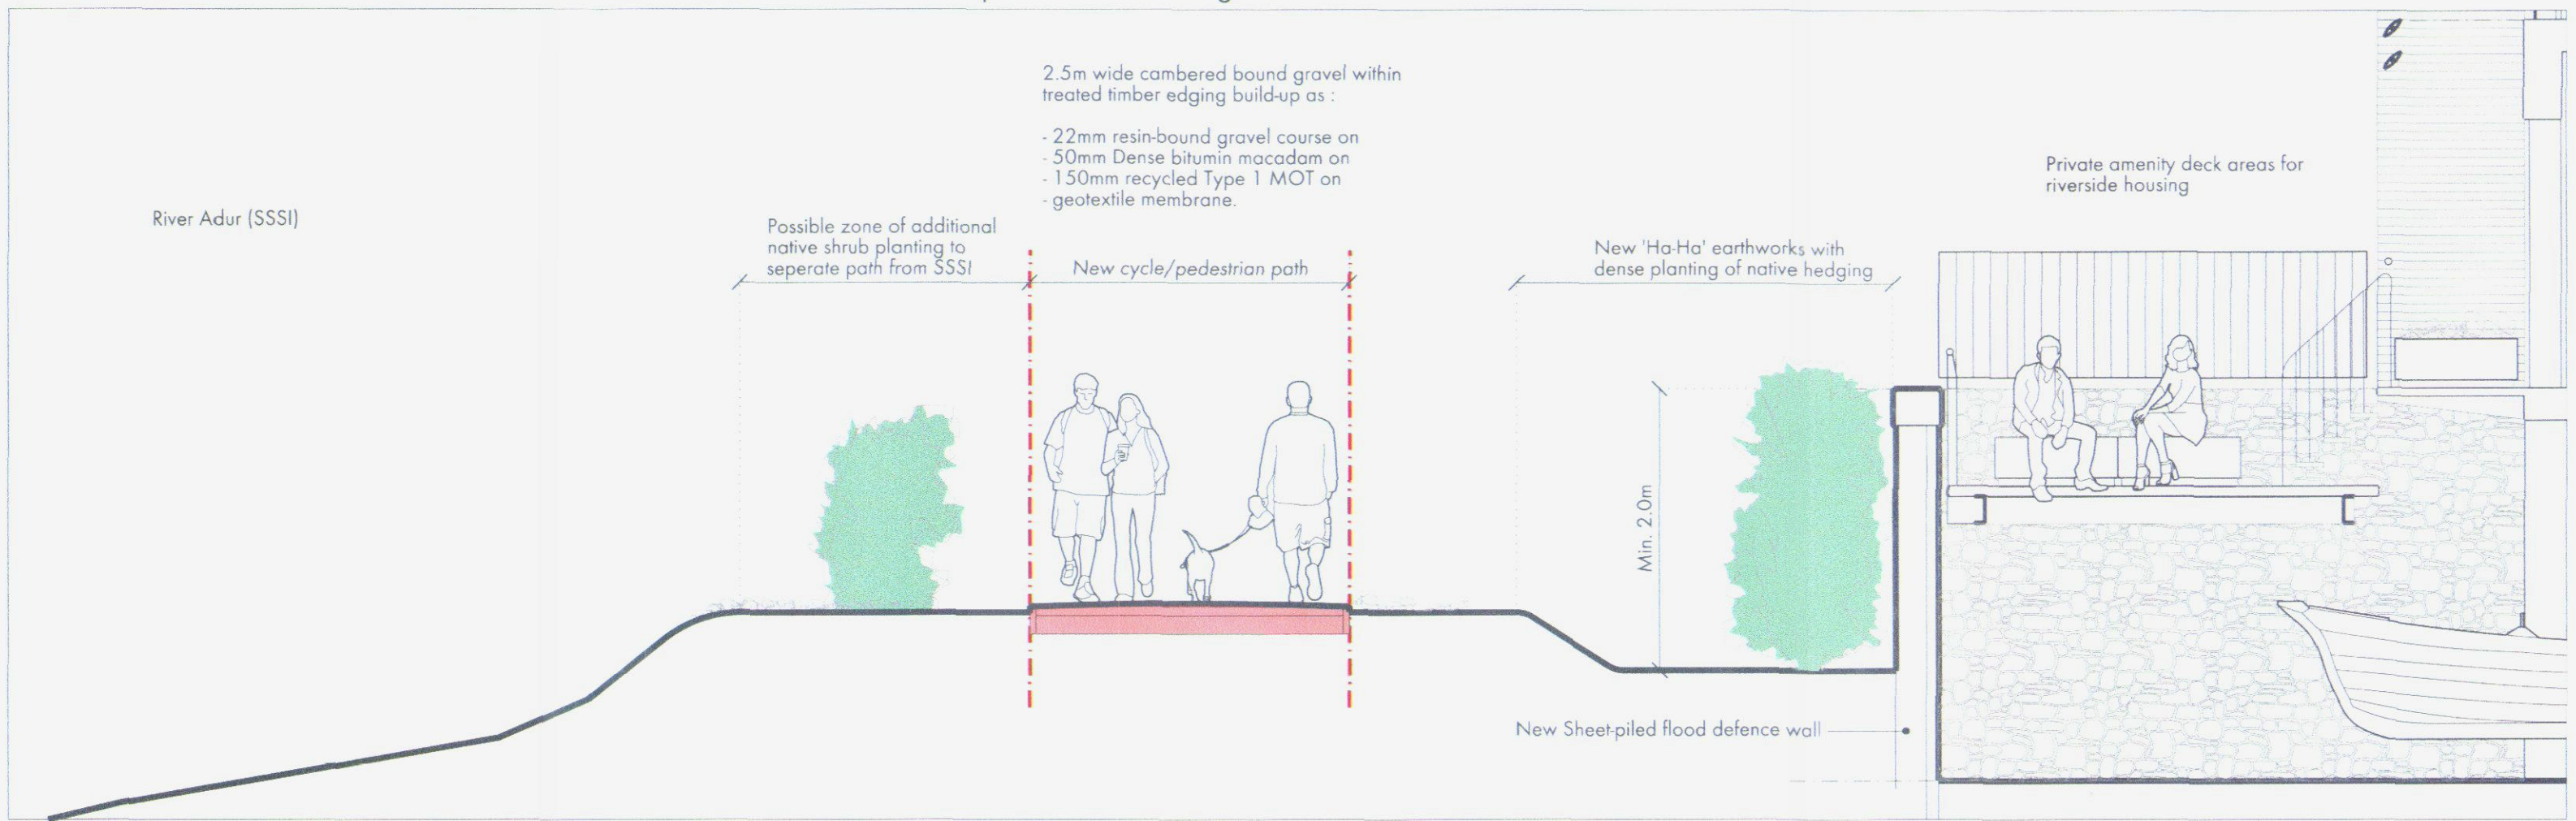 2.5m wide cambered bound gravel within
treated timber edging build-up as :
- 22mm resin-bound gravel course on
- 50mm Dense bitumin macadam on
- 150mm recycled Type 1 MOT on
- geotextile membrane.
Private amenity deck areas for
riverside housing
River Adur (SSSI)
Possible zone of additional
native shrub planting to
seperate path from SSSI
New cycle/pedestrian path
New 'Ha-Ha' earthworks with
dense planting of native hedging
Min. 2.0m
New Sheet-piled flood defence wall